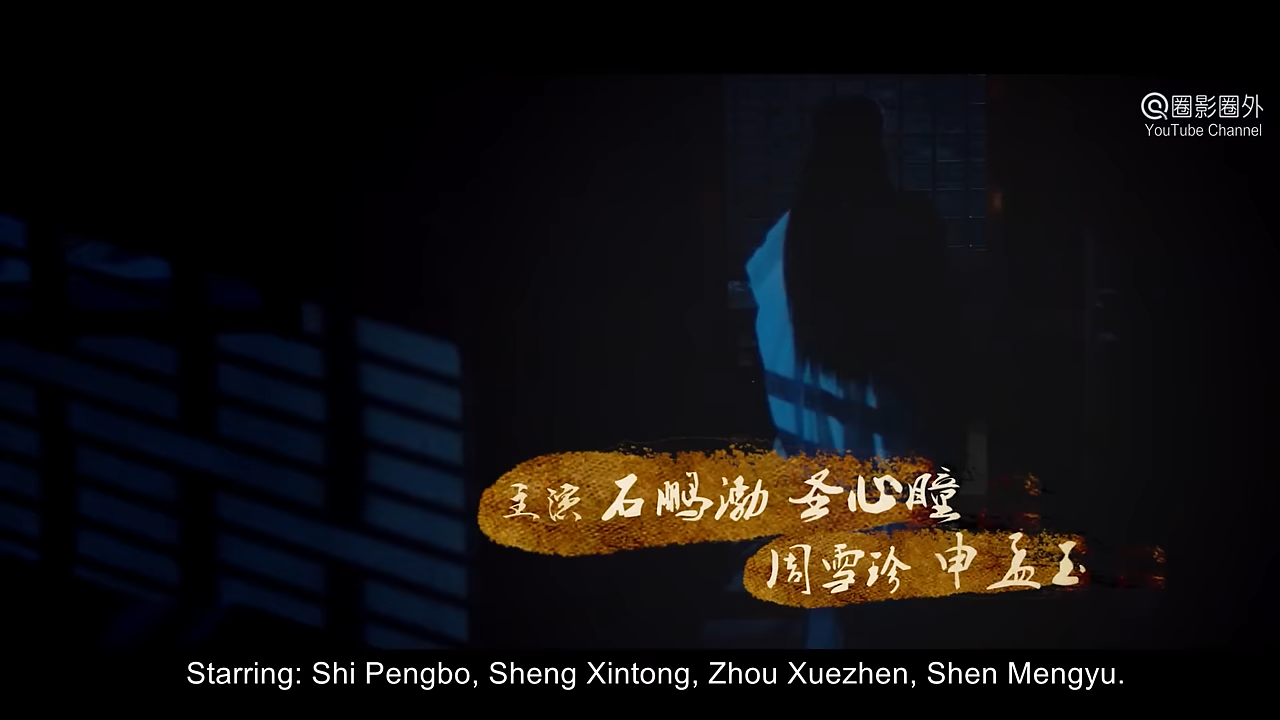 圈影圈外
YouTube Channel
主演 石鹏渤 圣心瞳
周雪珍 申孟玉
Starring: Shi Pengbo, Sheng Xintong, Zhou Xuezhen, Shen Mengyu.